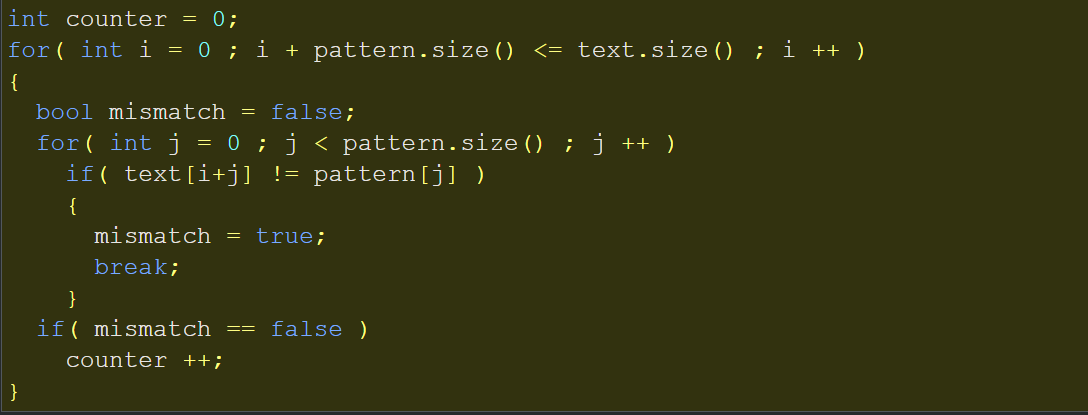 int counter = 0;
for( int i = 0 ; i + pattern.size() <= text.size() ; i ++ )
{
  bool mismatch = false;
  for( int j = 0 ; j < pattern.size() ; j ++ )
    if( text[i+j] != pattern[j] )
    {
      mismatch = true;
      break;
    }
  if( mismatch == false )
    counter ++;
}